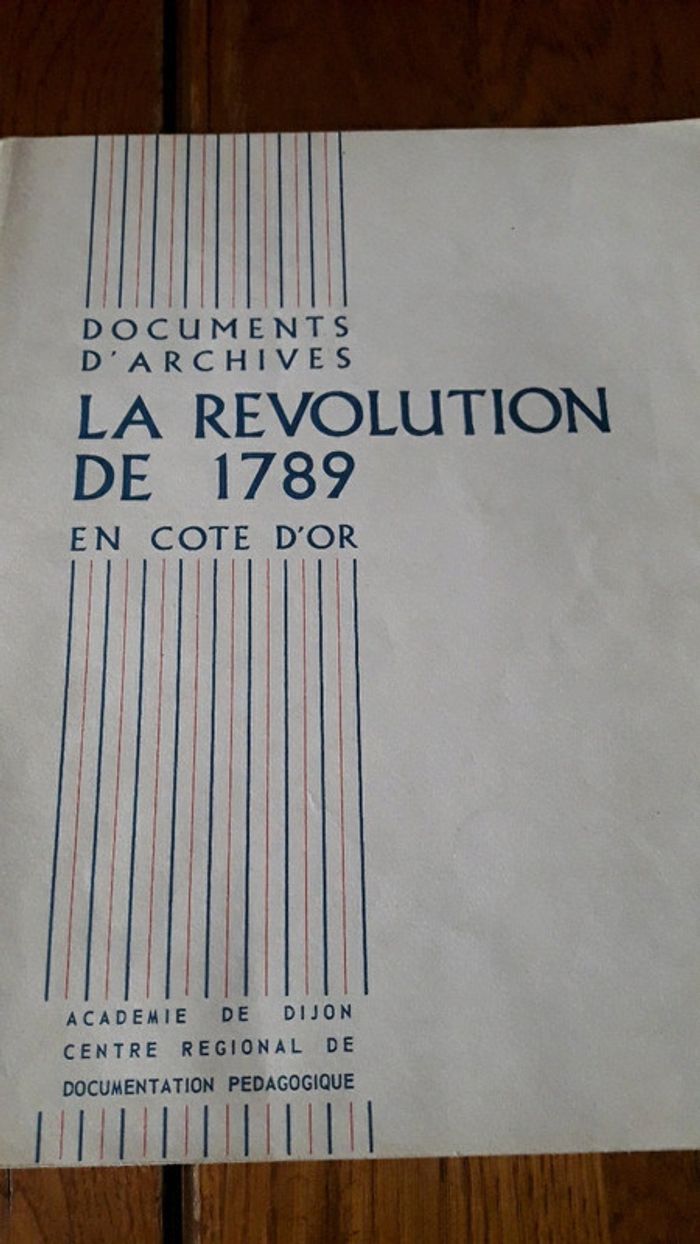 DOCUMENTS
D'ARCHIVES
LA REVOLUTION
DE 1789
EN COTE D'OR
ACADEMIE DE DIJON
CENTRE REGIONAL DE
DOCUMENTATION PEDAGOGIQUE